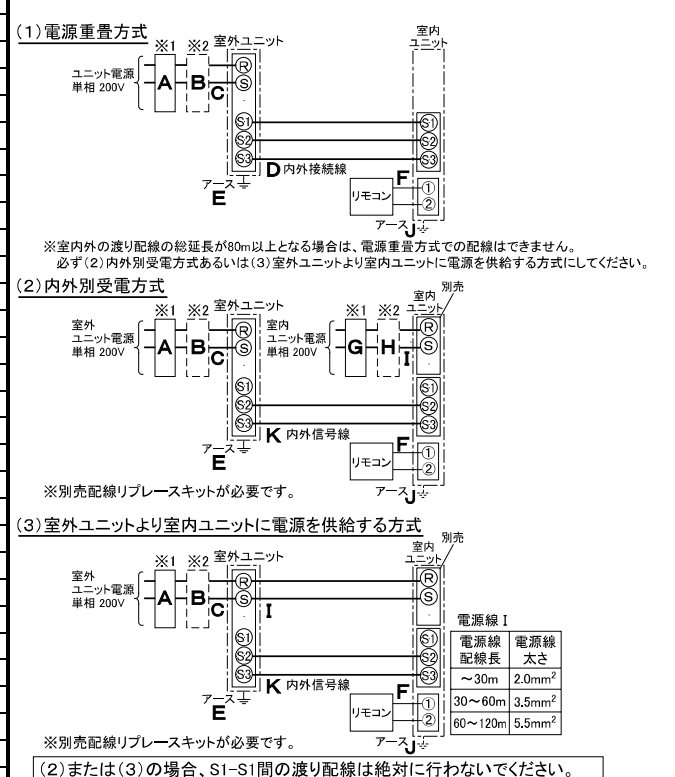 (1)電源重畳方式
※1 ※2 室外ユニット
室内
ユニット
ユニット電源
単相 200V
A B C
R
S
S1 S1
S2 S2
S3 S3
D 内外接続線
アース
E
リモコン
F
①
②
アース J
※室内外の渡り配線の総延長が80m以上となる場合は、電源重畳方式での配線はできません。
必ず(2)内外別受電方式あるいは(3)室外ユニットより室内ユニットに電源を供給する方式にしてください。
(2)内外別受電方式
※1 ※2 室外ユニット
※1 ※2 室内
ユニット
別売
室外
ユニット電源
単相 200V
A B C
R
S
室内
ユニット電源
単相 200V
G H I
R
S
S1 S1
S2 S2
S3 S3
K 内外信号線
アース
E
リモコン
F
①
②
アース J
※別売配線リプレースキットが必要です。
(3)室外ユニットより室内ユニットに電源を供給する方式
※1 ※2 室外ユニット
室内
ユニット
別売
室外
ユニット電源
単相 200V
A B C
R R
S S
I
S1 S1
S2 S2
S3 S3
K 内外信号線
アース
E
リモコン
F
①
②
アース J
電源線 I
電源線 配線長 電源線 太さ
～30m 2.0mm²
30～60m 3.5mm²
60～120m 5.5mm²
※別売配線リプレースキットが必要です。
(2)または(3)の場合、S1-S1間の渡り配線は絶対に行わないでください。